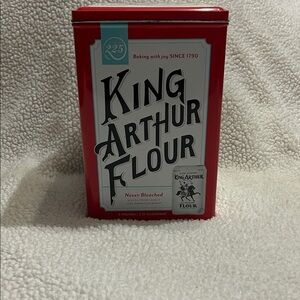 225
Baking with joy SINCE 1790
KING
ARTHUR
FLOUR
Never Bleached
KING ARTHUR
FLOUR